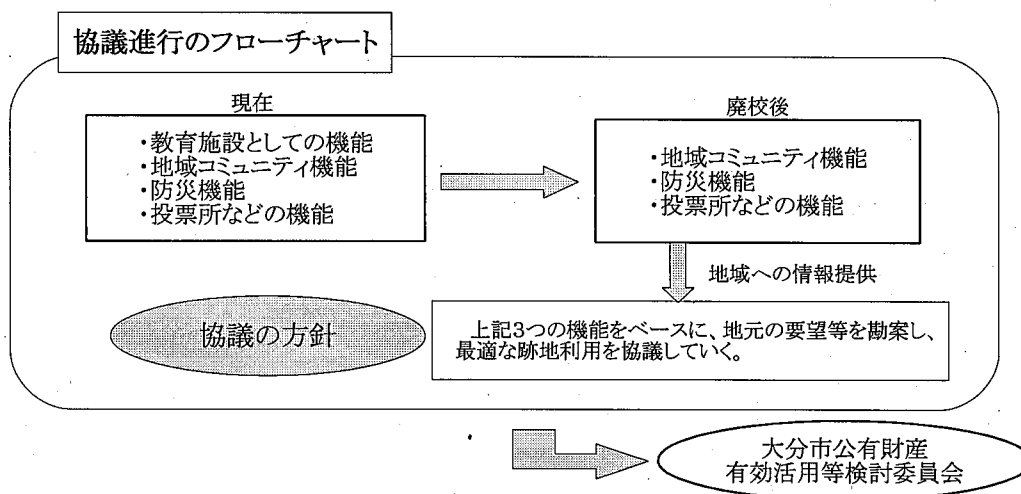 協議進行のフローチャート
現在
・教育施設としての機能
・地域コミュニティ機能
・防災機能
・投票所などの機能
廃校後
・地域コミュニティ機能
・防災機能
・投票所などの機能
地域への情報提供
協議の方針
上記3つの機能をベースに、地元の要望等を勘案し、
最適な跡地利用を協議していく。
大分市公有財産
有効活用等検討委員会